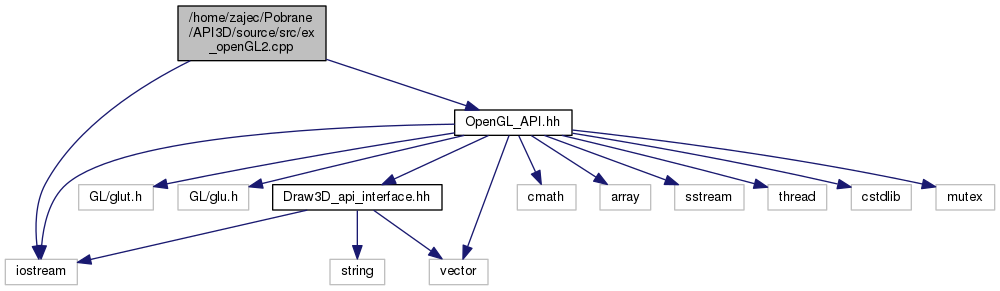 /home/zajec/Pobrane
/API3D/source/src/ex
_openGL2.cpp
OpenGL_API.hh
GL/glut.h
GL/glu.h
Draw3D_api_interface.hh
cmath
array
sstream
thread
cstdlib
mutex
iostream
string
vector